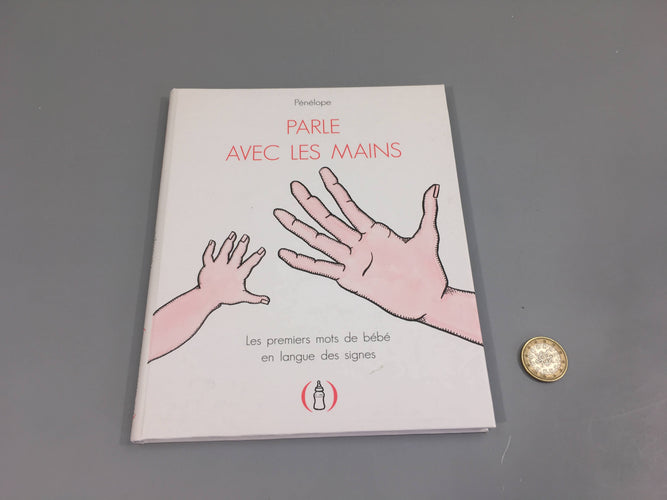 Pénélope
PARLE
AVEC LES MAINS
Les premiers mots de bébé
en langue des signes